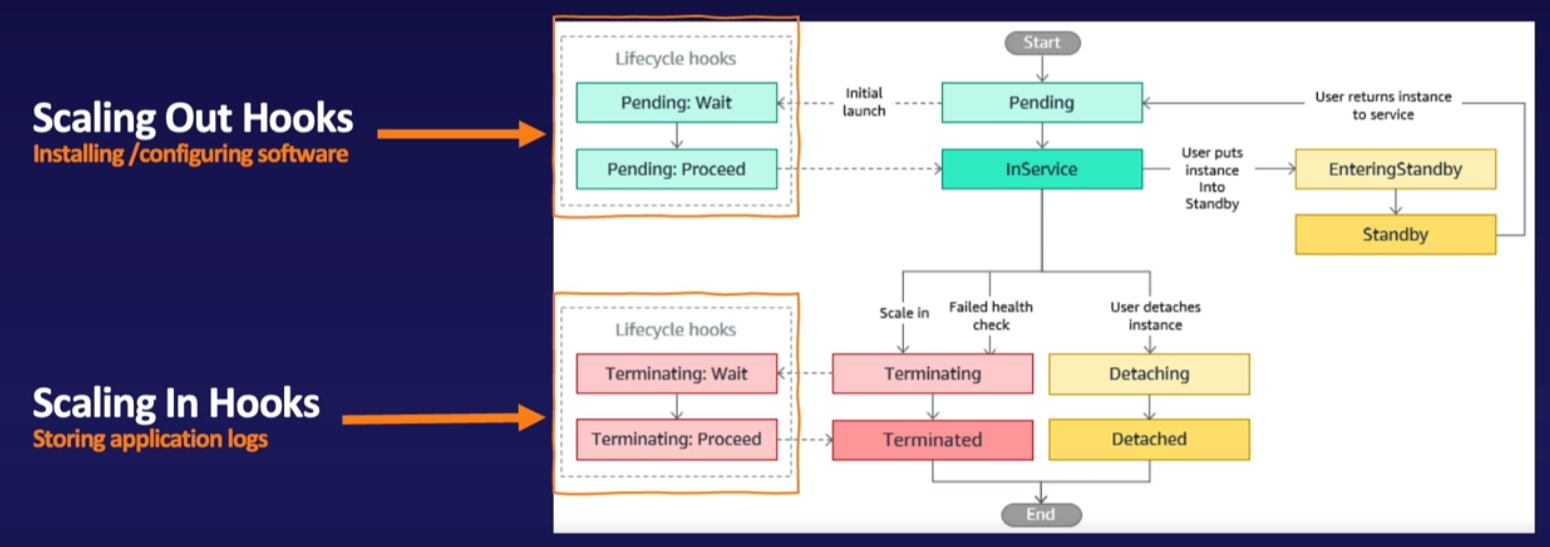 Scaling Out Hooks
Installing /configuring software
Scaling In Hooks
Storing application logs
Start
Lifecycle hooks
Pending: Wait
Initial
launch
Pending
User returns instance
to service
Pending: Proceed
InService
User puts
instance
Into
Standby
EnteringStandby
Standby
Scale in
Failed health
check
User detaches
instance
Lifecycle hooks
Terminating: Wait
Terminating
Detaching
Terminating: Proceed
Terminated
Detached
End